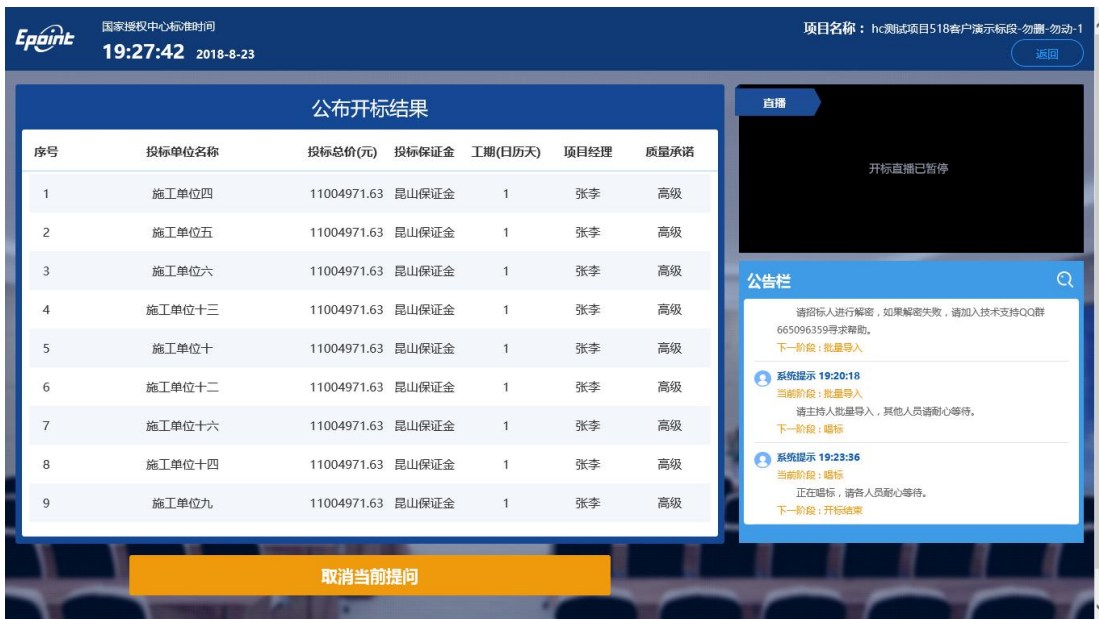 Epoint
国家授权中心标准时间
19:27:42 2018-8-23
项目名称：hc测试项目518客户演示标段-勿删-勿动-1
返回
公布开标结果
序号 投标单位名称 投标总价(元) 投标保证金 工期(日历天) 项目经理 质量承诺
1 施工单位四 11004971.63 昆山保证金 1 张李 高级
2 施工单位五 11004971.63 昆山保证金 1 张李 高级
3 施工单位六 11004971.63 昆山保证金 1 张李 高级
4 施工单位十三 11004971.63 昆山保证金 1 张李 高级
5 施工单位十 11004971.63 昆山保证金 1 张李 高级
6 施工单位十二 11004971.63 昆山保证金 1 张李 高级
7 施工单位十六 11004971.63 昆山保证金 1 张李 高级
8 施工单位十四 11004971.63 昆山保证金 1 张李 高级
9 施工单位九 11004971.63 昆山保证金 1 张李 高级
取消当前提问
直播
开标直播已暂停
公告栏
请招标人进行解密，如果解密失败，请加入技术支持QQ群
665096359寻求帮助。
下一阶段：批量导入
系统提示 19:20:18
当前阶段：批量导入
请主持人批量导入，其他人员请耐心等待。
下一阶段：唱标
系统提示 19:23:36
当前阶段：唱标
正在唱标，请各人员耐心等待。
下一阶段：开标结束